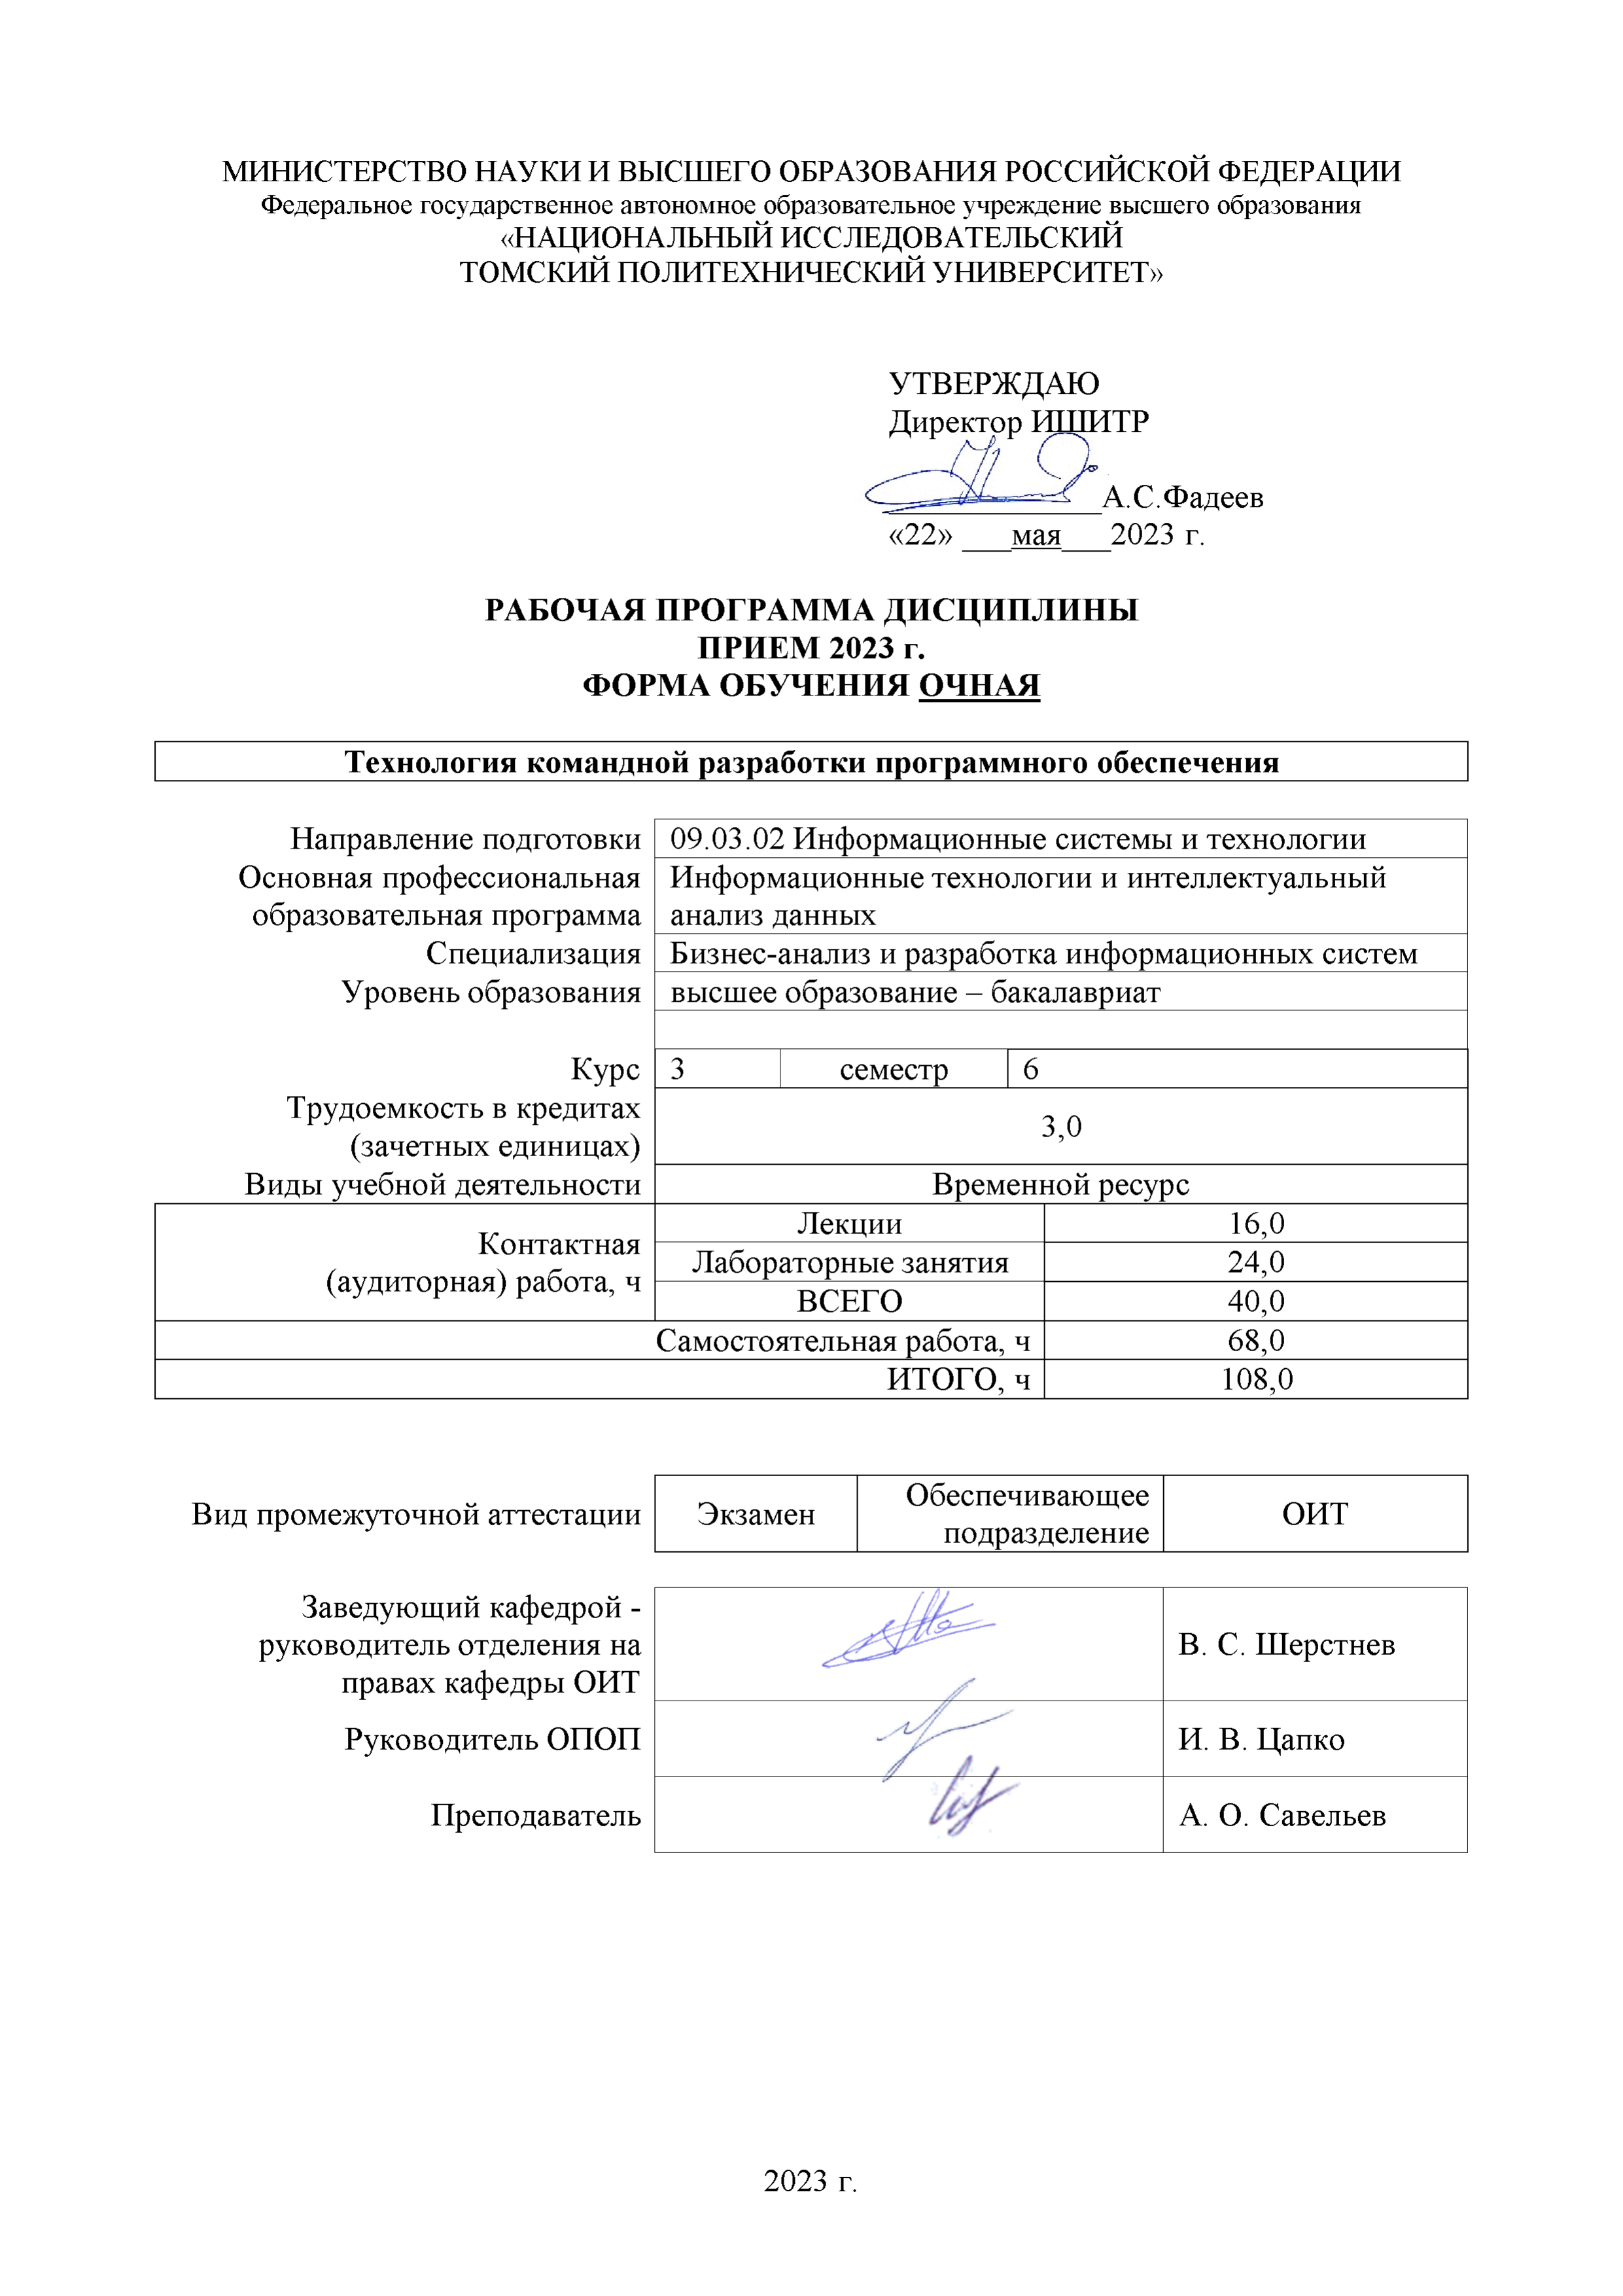 МИНИСТЕРСТВО НАУКИ И ВЫСШЕГО ОБРАЗОВАНИЯ РОССИЙСКОЙ ФЕДЕРАЦИИ
Федеральное государственное автономное образовательное учреждение высшего образования
«НАЦИОНАЛЬНЫЙ ИССЛЕДОВАТЕЛЬСКИЙ
ТОМСКИЙ ПОЛИТЕХНИЧЕСКИЙ УНИВЕРСИТЕТ»
УТВЕРЖДАЮ
Директор ИШИТР
А.С.Фадеев
«22» ___мая___2023 г.
РАБОЧАЯ ПРОГРАММА ДИСЦИПЛИНЫ
ПРИЕМ 2023 г.
ФОРМА ОБУЧЕНИЯ ОЧНАЯ
Технология командной разработки программного обеспечения
Направление подготовки 09.03.02 Информационные системы и технологии
Основная профессиональная Информационные технологии и интеллектуальный
образовательная программа анализ данных
Специализация Бизнес-анализ и разработка информационных систем
Уровень образования высшее образование – бакалавриат
Курс 3 семестр 6
Трудоемкость в кредитах
(зачетных единицах) 3,0
Виды учебной деятельности Временной ресурс
Контактная
(аудиторная) работа, ч
Лекции 16,0
Лабораторные занятия 24,0
ВСЕГО 40,0
Самостоятельная работа, ч 68,0
ИТОГО, ч 108,0
Вид промежуточной аттестации Экзамен Обеспечивающее
подразделение ОИТ
Заведующий кафедрой -
руководитель отделения на
правах кафедры ОИТ
В. С. Шерстнев
Руководитель ОПОП И. В. Цапко
Преподаватель А. О. Савельев
2023 г.